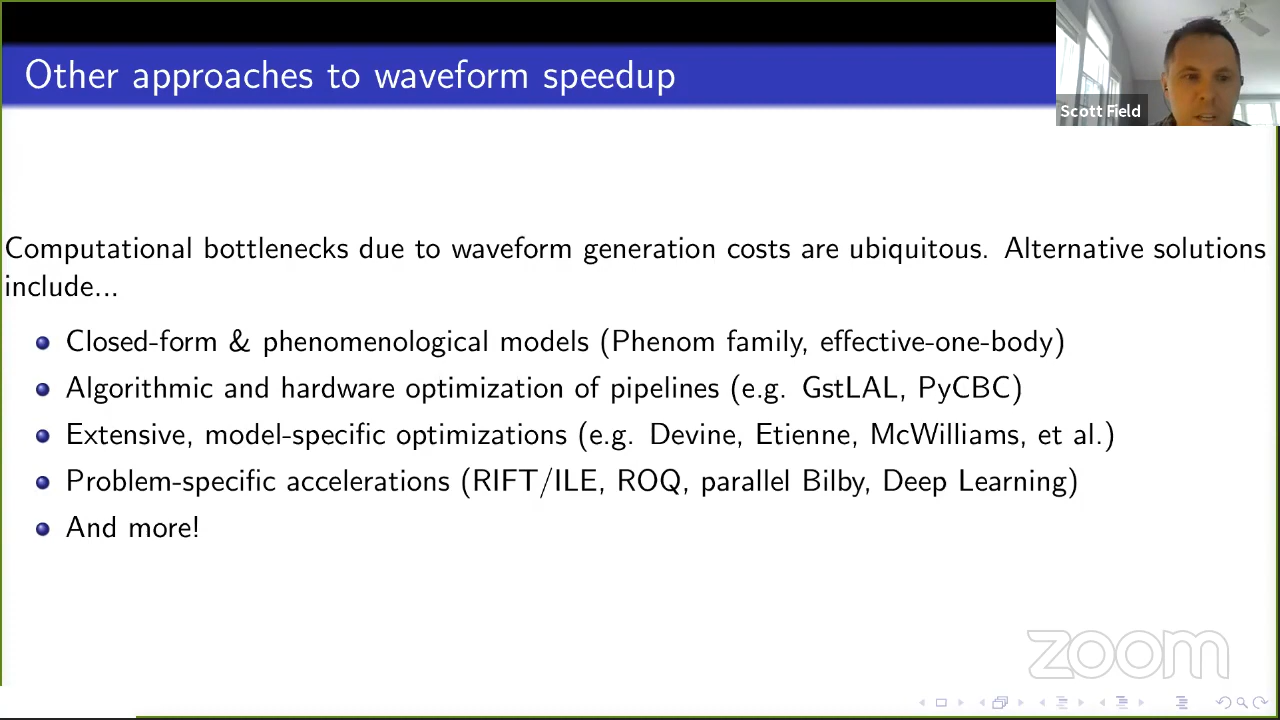 Other approaches to waveform speedup
Scott Field
Computational bottlenecks due to waveform generation costs are ubiquitous. Alternative solutions
include...
Closed-form & phenomenological models (Phenom family, effective-one-body)
Algorithmic and hardware optimization of pipelines (e.g. GstLAL, PyCBC)
Extensive, model-specific optimizations (e.g. Devine, Etienne, McWilliams, et al.)
Problem-specific accelerations (RIFT/ILE, ROQ, parallel Bilby, Deep Learning)
And more!
zoom